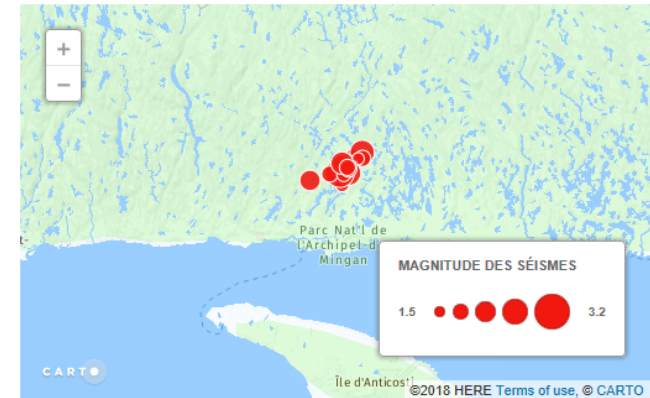 +
−
Parc Nat'l de
l'Archipel-d
Mingan
MAGNITUDE DES SÉISMES
1.5
3.2
CARTO
Île d'Anticosti
©2018 HERE Terms of use, © CARTO